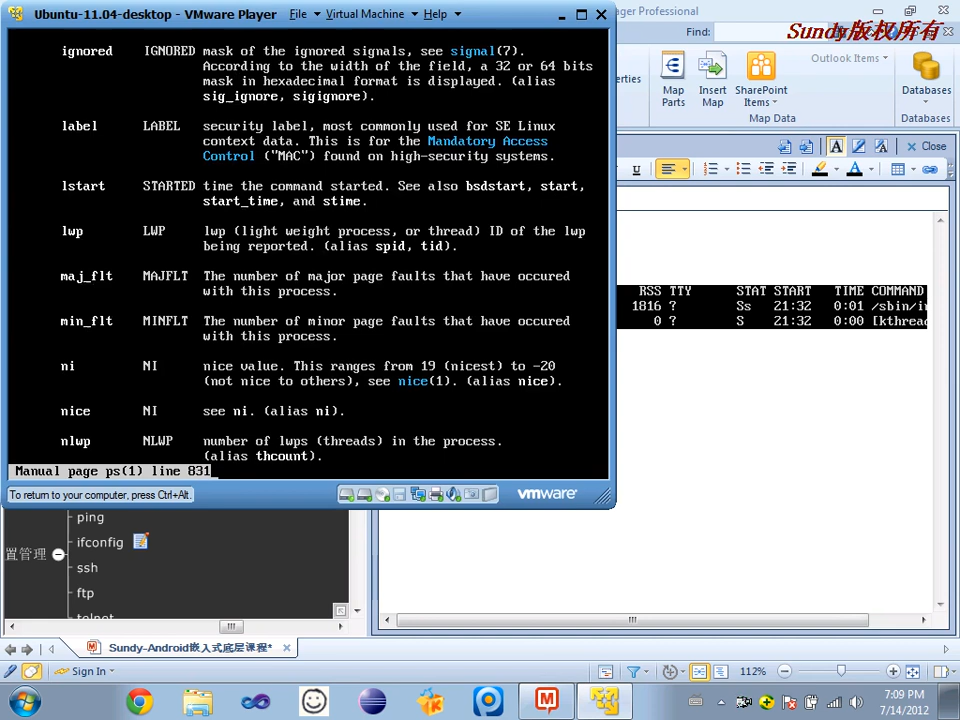 Ubuntu-11.04-desktop - VMware Player File Virtual Machine Help
ager Professional
Find:
Sundy版权所有
ignored IGNORED mask of the ignored signals, see signal(7).
According to the width of the field, a 32 or 64 bits
mask in hexadecimal format is displayed. (alias
sig_ignore, sigignore).
label LABEL security label, most commonly used for SE Linux
context data. This is for the Mandatory Access
Control ("MAC") found on high-security systems.
lstart STARTED time the command started. See also bsdstart, start,
start_time, and stime.
lwp LWP lwp (light weight process, or thread) ID of the lwp
being reported. (alias spid, tid).
maj_flt MAJFLT The number of major page faults that have occured
with this process.
min_flt MINFLT The number of minor page faults that have occured
with this process.
ni NI nice value. This ranges from 19 (nicest) to -20
(not nice to others), see nice(1). (alias nice).
nice NI see ni. (alias ni).
nlwp NLWP number of lwps (threads) in the process.
(alias thcount).
Manual page ps(1) line 831
To return to your computer, press Ctrl+Alt.
vmware
erties
Map Parts
Insert Map
SharePoint Items
Outlook Items
Databases
Map Data
Databases
Close
RSS TTY STAT START TIME COMMAND
1816 ? Ss 21:32 0:01 /sbin/in
0 ? S 21:32 0:00 [kthread
ping
置管理
ifconfig
ssh
ftp
telnet
Sundy-Android嵌入式底层课程*
Sign In
112%
7:09 PM
7/14/2012